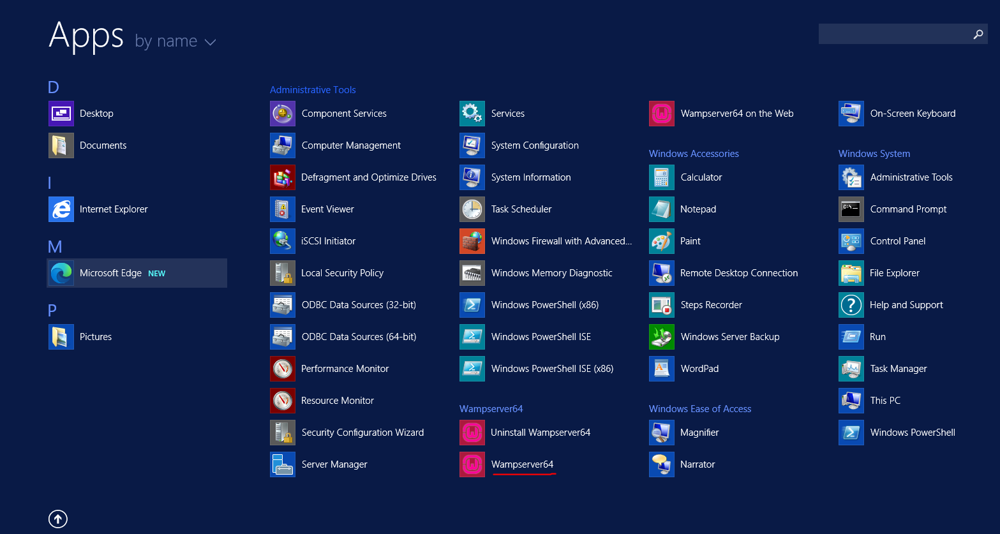 Apps by name
D
Desktop
Documents
I
Internet Explorer
M
Microsoft Edge NEW
P
Pictures
Administrative Tools
Component Services
Computer Management
Defragment and Optimize Drives
Event Viewer
iSCSI Initiator
Local Security Policy
ODBC Data Sources (32-bit)
ODBC Data Sources (64-bit)
Performance Monitor
Resource Monitor
Security Configuration Wizard
Server Manager
Services
System Configuration
System Information
Task Scheduler
Windows Firewall with Advanced...
Windows Memory Diagnostic
Windows PowerShell (x86)
Windows PowerShell ISE
Windows PowerShell ISE (x86)
Wampserver64
Uninstall Wampserver64
Wampserver64
Wampserver64 on the Web
Windows Accessories
Calculator
Notepad
Paint
Remote Desktop Connection
Steps Recorder
Windows Server Backup
WordPad
Windows Ease of Access
Magnifier
Narrator
On-Screen Keyboard
Windows System
Administrative Tools
Command Prompt
Control Panel
File Explorer
Help and Support
Run
Task Manager
This PC
Windows PowerShell